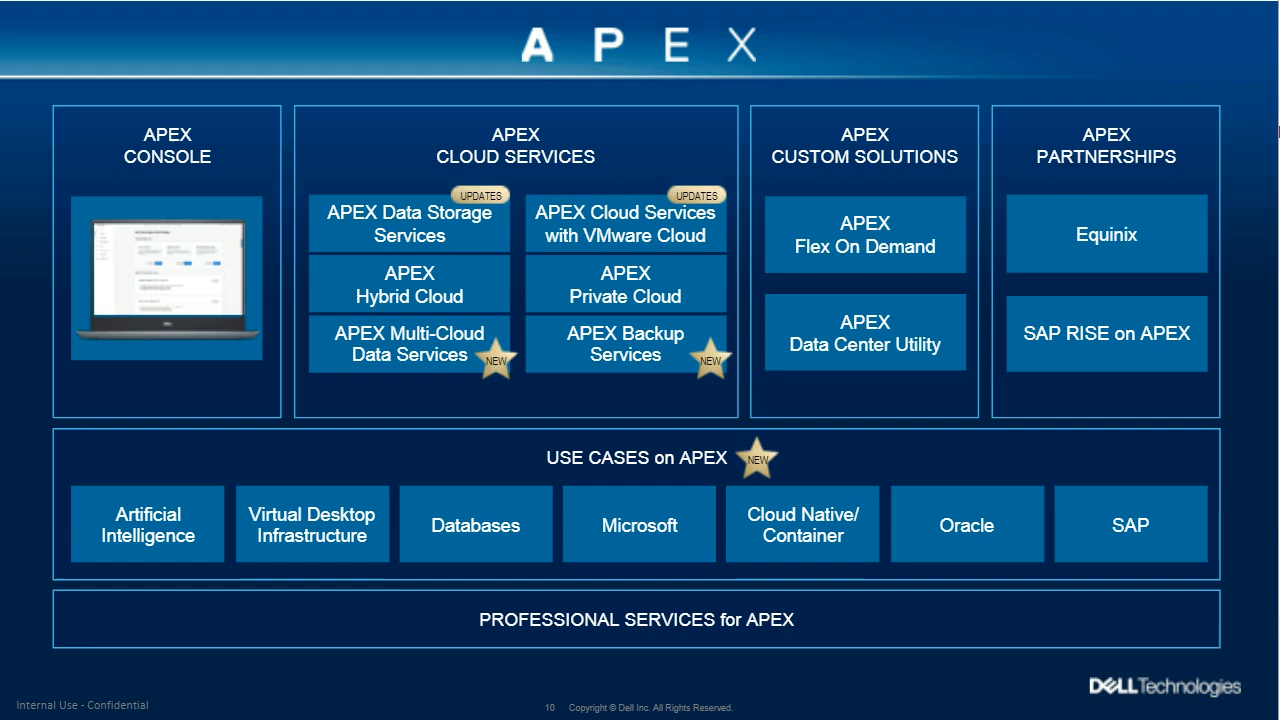 APEX
APEX
CONSOLE
APEX
CLOUD SERVICES
UPDATES
APEX Data Storage
Services
UPDATES
APEX Cloud Services
with VMware Cloud
APEX
Hybrid Cloud
APEX
Private Cloud
APEX Multi-Cloud
Data Services
NEW
APEX Backup
Services
NEW
APEX
CUSTOM SOLUTIONS
APEX
Flex On Demand
APEX
Data Center Utility
APEX
PARTNERSHIPS
Equinix
SAP RISE on APEX
USE CASES on APEX
NEW
Artificial
Intelligence
Virtual Desktop
Infrastructure
Databases
Microsoft
Cloud Native/
Container
Oracle
SAP
PROFESSIONAL SERVICES for APEX
DELLTechnologies
Internal Use - Confidential
10 Copyright © Dell Inc. All Rights Reserved.